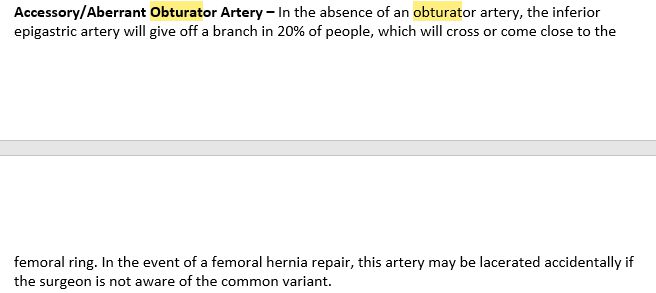 Accessory/Aberrant Obturator Artery – In the absence of an obturator artery, the inferior
epigastric artery will give off a branch in 20% of people, which will cross or come close to the
femoral ring. In the event of a femoral hernia repair, this artery may be lacerated accidentally if
the surgeon is not aware of the common variant.